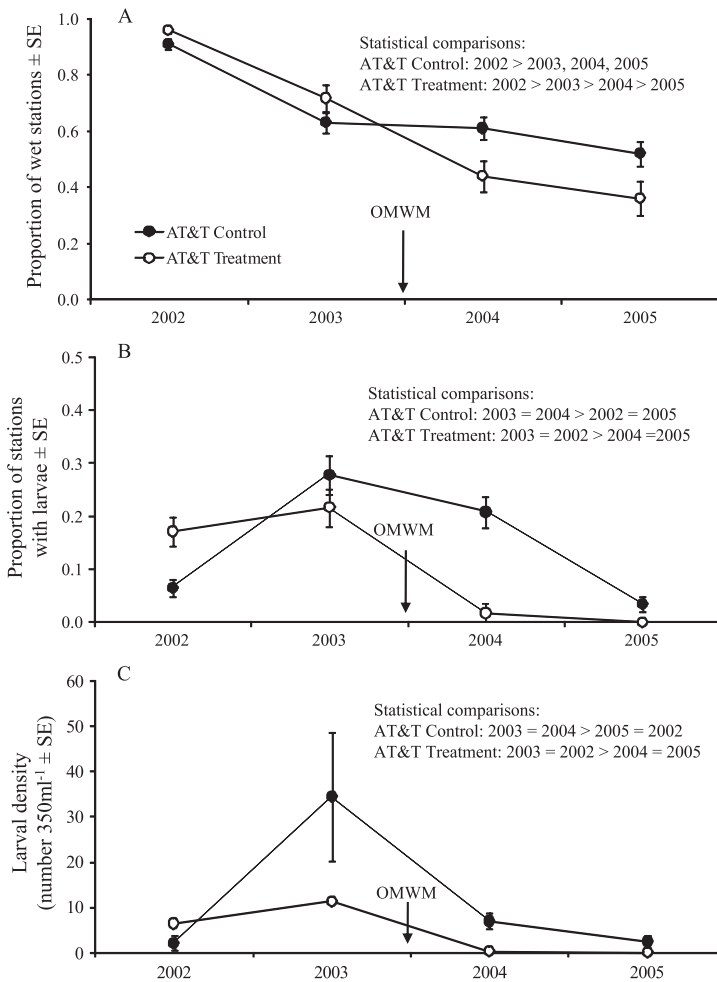 A
Proportion of wet stations ± SE
1.0
0.8
0.6
0.4
0.2
0.0
Statistical comparisons:
AT&T Control: 2002 > 2003, 2004, 2005
AT&T Treatment: 2002 > 2003 > 2004 > 2005
OMWM
AT&T Control
AT&T Treatment
2002 2003 2004 2005
B
Proportion of stations
with larvae ± SE
0.5
0.4
0.3
0.2
0.1
0.0
Statistical comparisons:
AT&T Control: 2003 = 2004 > 2002 = 2005
AT&T Treatment: 2003 = 2002 > 2004 =2005
OMWM
2002 2003 2004 2005
C
Larval density
(number 350ml⁻¹ ± SE)
60
50
40
30
20
10
0
Statistical comparisons:
AT&T Control: 2003 = 2004 > 2005 = 2002
AT&T Treatment: 2003 = 2002 > 2004 = 2005
OMWM
2002 2003 2004 2005